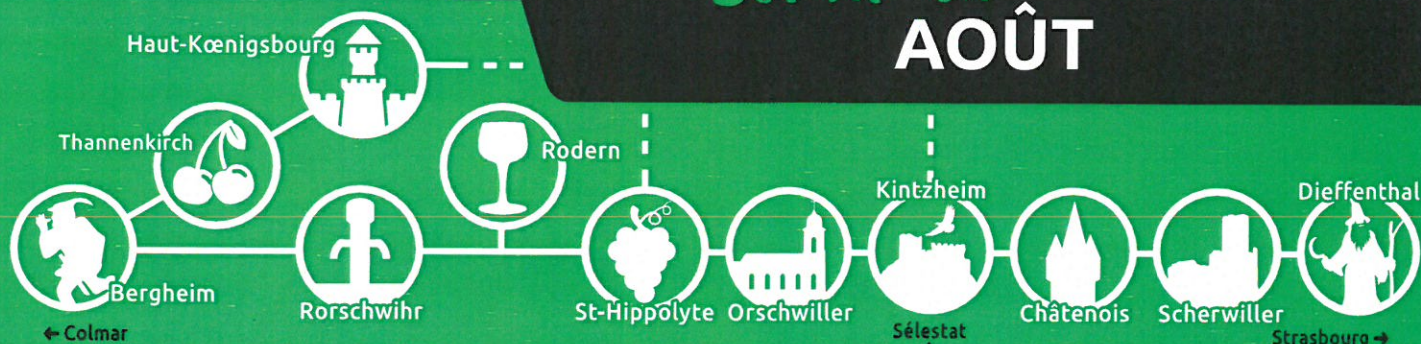 AOÛT
Haut-Kœnigsbourg
Thannenkirch
Rodern
Kintzheim
Dieffenthal
Bergheim
Rorschwihr
St-Hippolyte
Orschwiller
Châtenois
Scherwiller
← Colmar
Sélestat
Strasbourg →